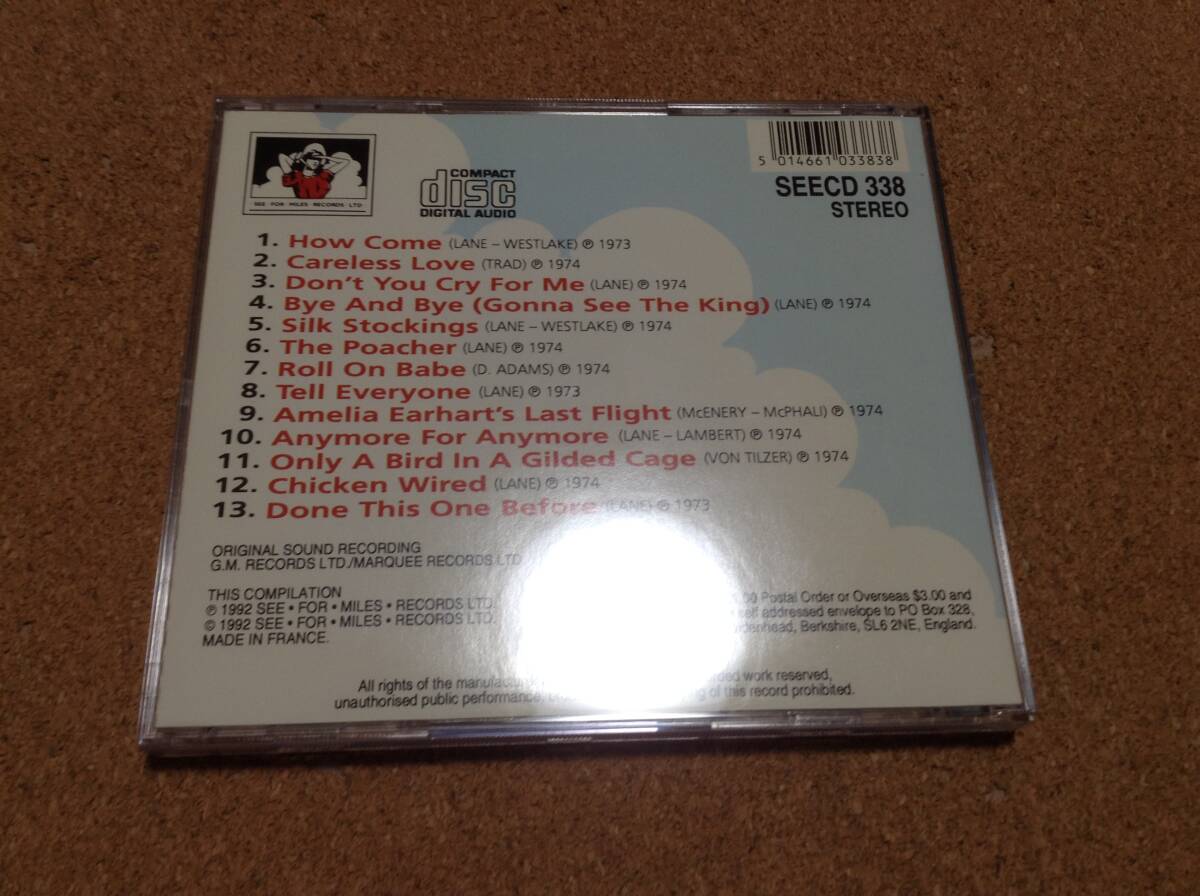 SEE FOR MILES RECORDS LTD
COMPACT
disc
DIGITAL AUDIO
5 014661 033838
SEECD 338
STEREO
1. How Come (LANE – WESTLAKE) ℗ 1973
2. Careless Love (TRAD) ℗ 1974
3. Don't You Cry For Me (LANE) ℗ 1974
4. Bye And Bye (Gonna See The King) (LANE) ℗ 1974
5. Silk Stockings (LANE – WESTLAKE) ℗ 1974
6. The Poacher (LANE) ℗ 1974
7. Roll On Babe (D. ADAMS) ℗ 1974
8. Tell Everyone (LANE) ℗ 1973
9. Amelia Earhart's Last Flight (McENERY – McPHALI) ℗ 1974
10. Anymore For Anymore (LANE – LAMBERT) ℗ 1974
11. Only A Bird In A Gilded Cage (VON TILZER) ℗ 1974
12. Chicken Wired (LANE) ℗ 1974
13. Done This One Before (LANE) ℗ 1973
ORIGINAL SOUND RECORDING
G.M. RECORDS LTD./MARQUEE RECORDS LTD
THIS COMPILATION
℗ 1992 SEE • FOR • MILES • RECORDS LTD.
© 1992 SEE • FOR • MILES • RECORDS LTD.
MADE IN FRANCE.
Postal Order or Overseas $3.00 and
self addressed envelope to PO Box 328,
Berkshire, SL6 2NE, England.
All rights of the work reserved,
unauthorised public performance, of this record prohibited.